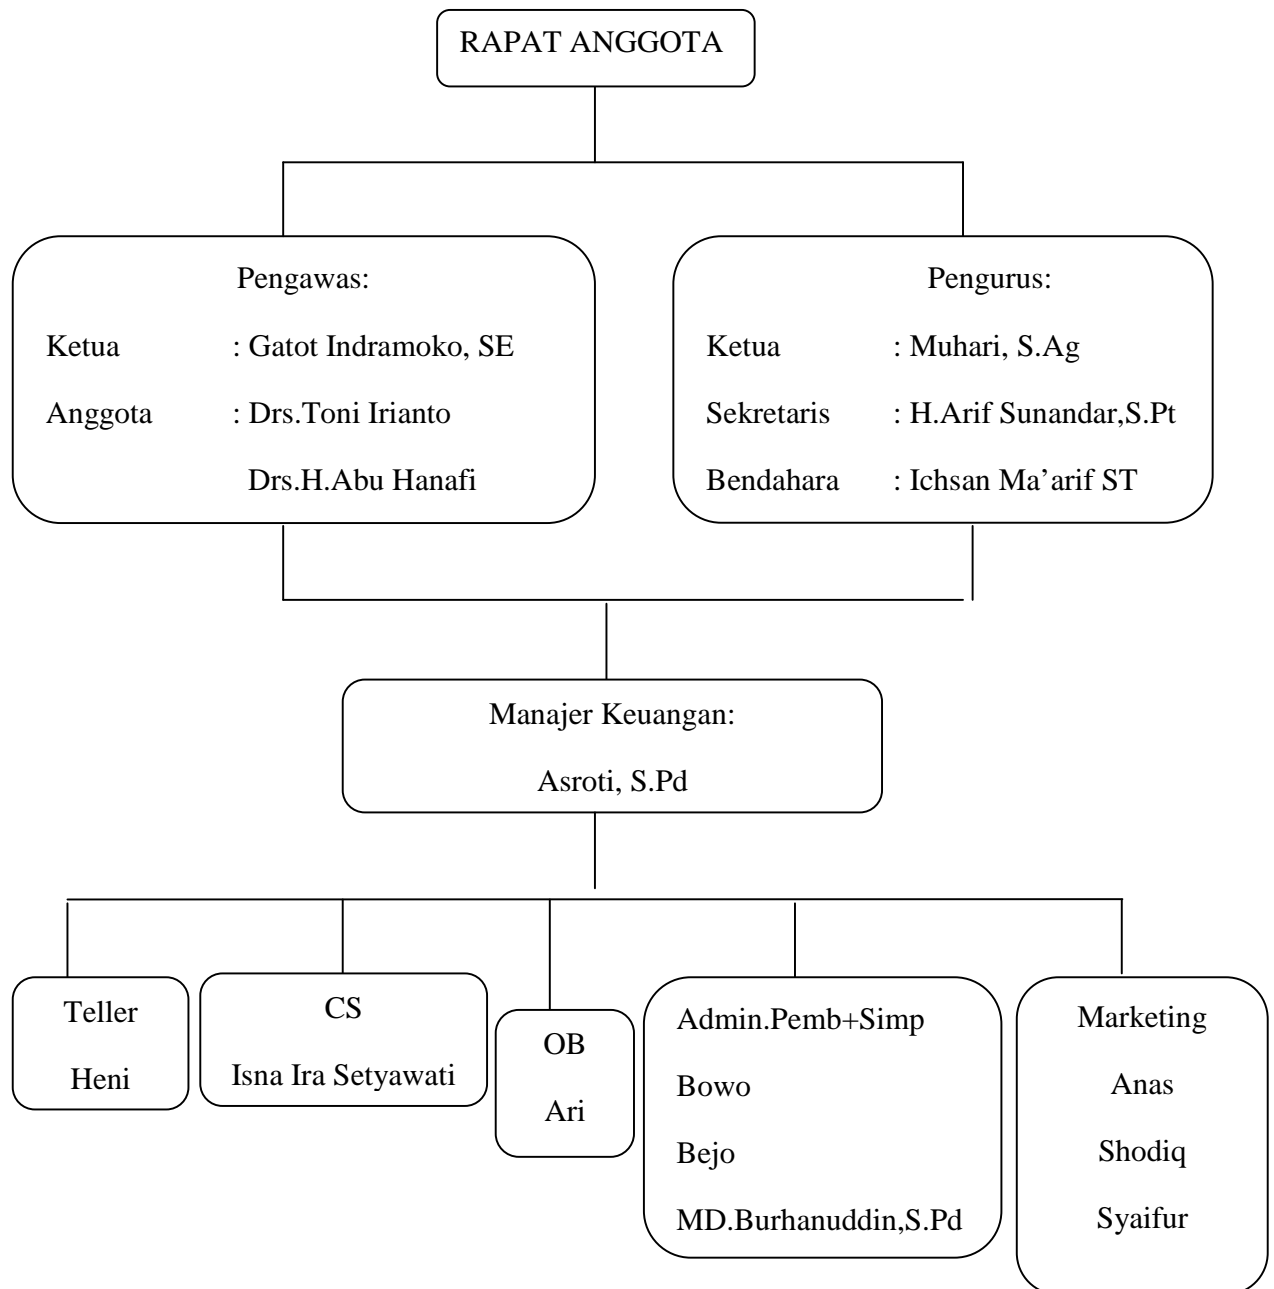 RAPAT ANGGOTA
Pengawas:
Ketua : Gatot Indramoko, SE
Anggota : Drs.Toni Irianto
Drs.H.Abu Hanafi
Pengurus:
Ketua : Muhari, S.Ag
Sekretaris : H.Arif Sunandar,S.Pt
Bendahara : Ichsan Ma’arif ST
Manajer Keuangan:
Asroti, S.Pd
Teller
Heni
CS
Isna Ira Setyawati
OB
Ari
Admin.Pemb+Simp
Bowo
Bejo
MD.Burhanuddin,S.Pd
Marketing
Anas
Shodiq
Syaifur